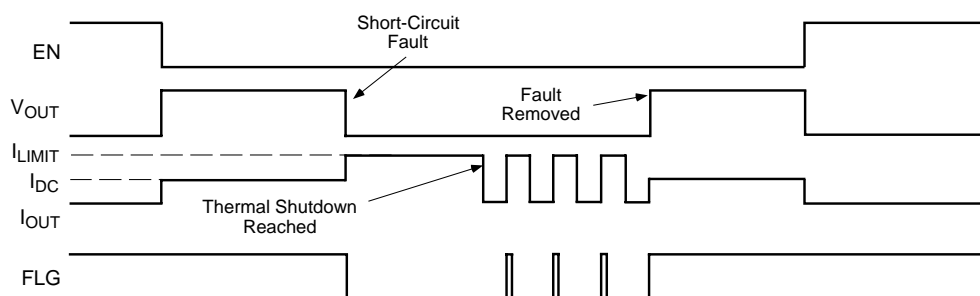 Short-Circuit
Fault
EN
Fault
Removed
VOUT
ILIMIT
IDC
Thermal Shutdown
Reached
IOUT
FLG